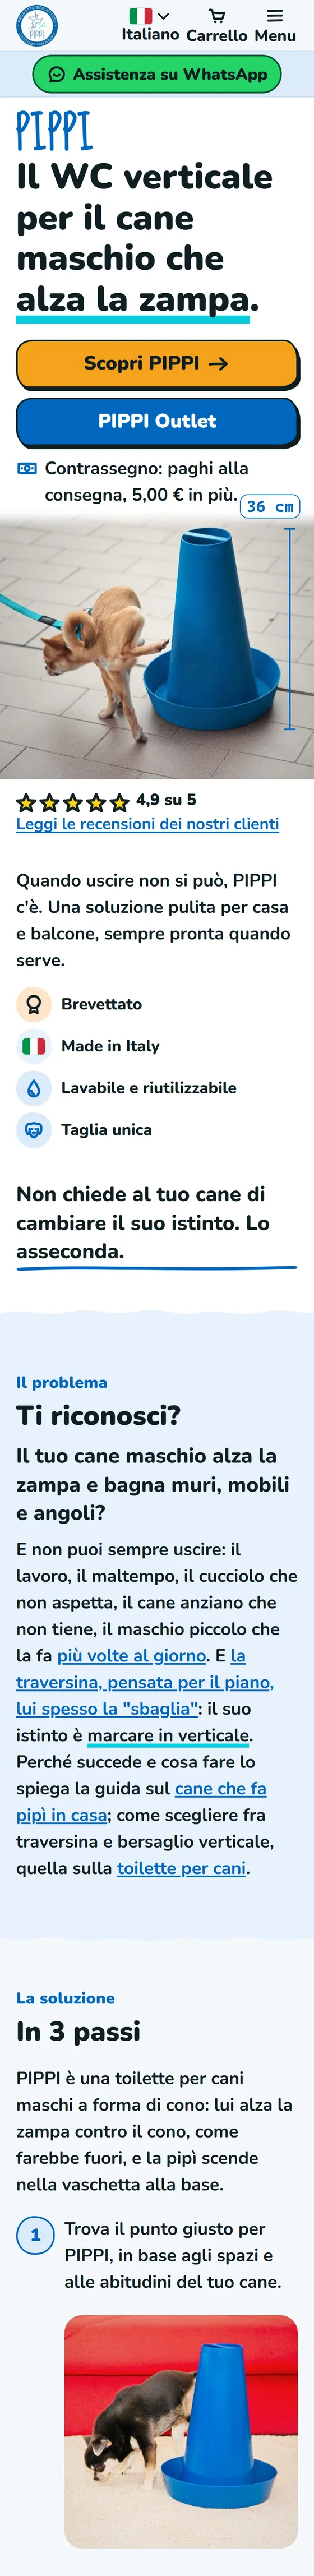 PIPPI
Italiano
Carrello
Menu
Assistenza su WhatsApp
PIPPI
Il WC verticale
per il cane
maschio che
alza la zampa.
Scopri PIPPI →
PIPPI Outlet
Contrassegno: paghi alla
consegna, 5,00 € in più.
36 cm
4,9 su 5
Leggi le recensioni dei nostri clienti
Quando uscire non si può, PIPPI
c'è. Una soluzione pulita per casa
e balcone, sempre pronta quando
serve.
Brevettato
Made in Italy
Lavabile e riutilizzabile
Taglia unica
Non chiede al tuo cane di
cambiare il suo istinto. Lo
asseconda.
Il problema
Ti riconosci?
Il tuo cane maschio alza la
zampa e bagna muri, mobili
e angoli?
E non puoi sempre uscire: il
lavoro, il maltempo, il cucciolo che
non aspetta, il cane anziano che
non tiene, il maschio piccolo che
la fa più volte al giorno. E la
traversina, pensata per il piano,
lui spesso la "sbaglia": il suo
istinto è marcare in verticale.
Perché succede e cosa fare lo
spiega la guida sul cane che fa
pipì in casa; come scegliere fra
traversina e bersaglio verticale,
quella sulla toilette per cani.
La soluzione
In 3 passi
PIPPI è una toilette per cani
maschi a forma di cono: lui alza la
zampa contro il cono, come
farebbe fuori, e la pipì scende
nella vaschetta alla base.
1
Trova il punto giusto per
PIPPI, in base agli spazi e
alle abitudini del tuo cane.